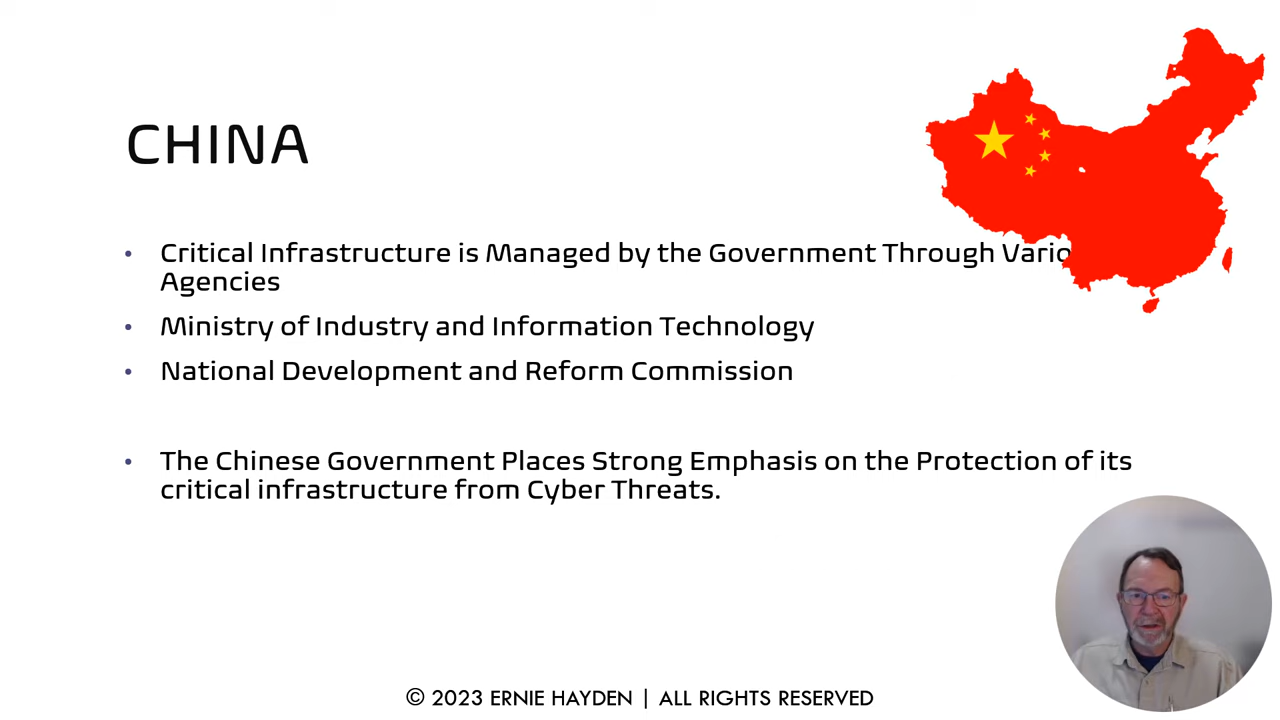 CHINA
• Critical Infrastructure is Managed by the Government Through
Agencies
• Ministry of Industry and Information Technology
• National Development and Reform Commission
• The Chinese Government Places Strong Emphasis on the Protection of its
critical infrastructure from Cyber Threats.
© 2023 ERNIE HAYDEN | ALL RIGHTS RESERVED